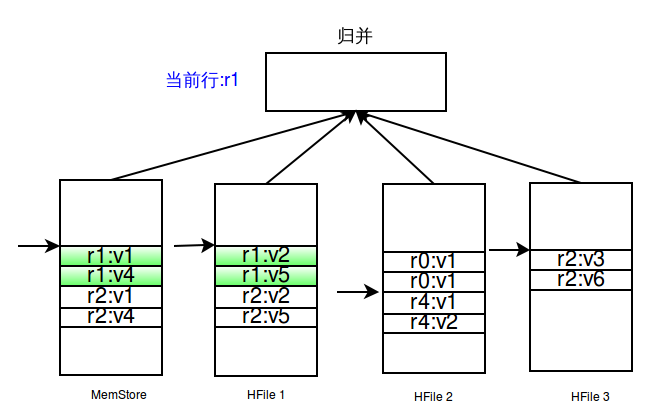 归并
当前行:r1
r1:v1
r1:v4
r2:v1
r2:v4
MemStore
r1:v2
r1:v5
r2:v2
r2:v5
HFile 1
r0:v1
r0:v1
r4:v1
r4:v2
HFile 2
r2:v3
r2:v6
HFile 3